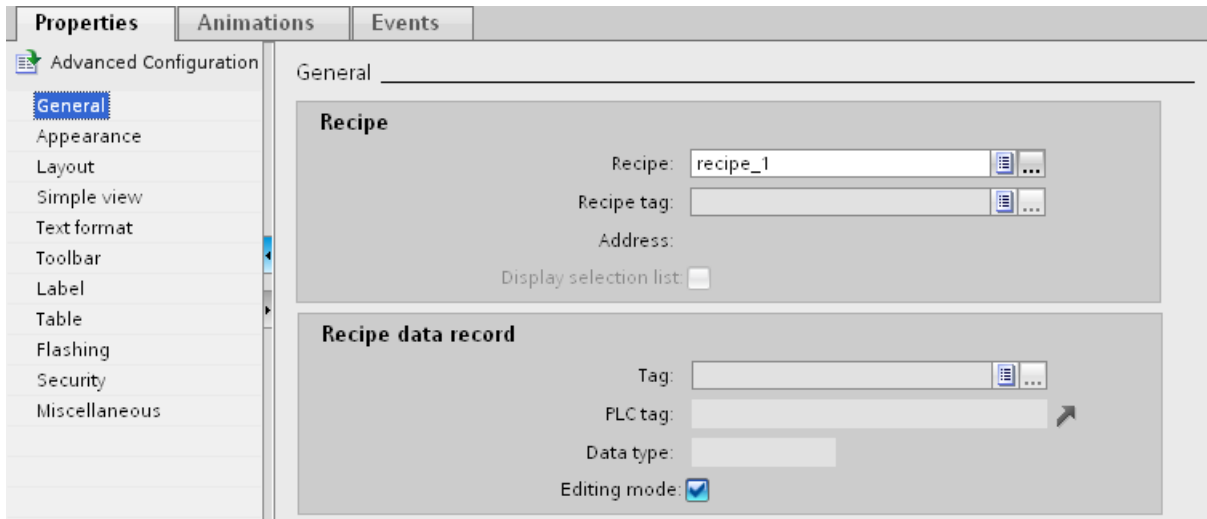 Properties
Animations
Events
Advanced Configuration
General
Appearance
Layout
Simple view
Text format
Toolbar
Label
Table
Flashing
Security
Miscellaneous
General
Recipe
Recipe: recipe_1 ...
Recipe tag: ...
Address:
Display selection list:
Recipe data record
Tag: ...
PLC tag:
Data type:
Editing mode: